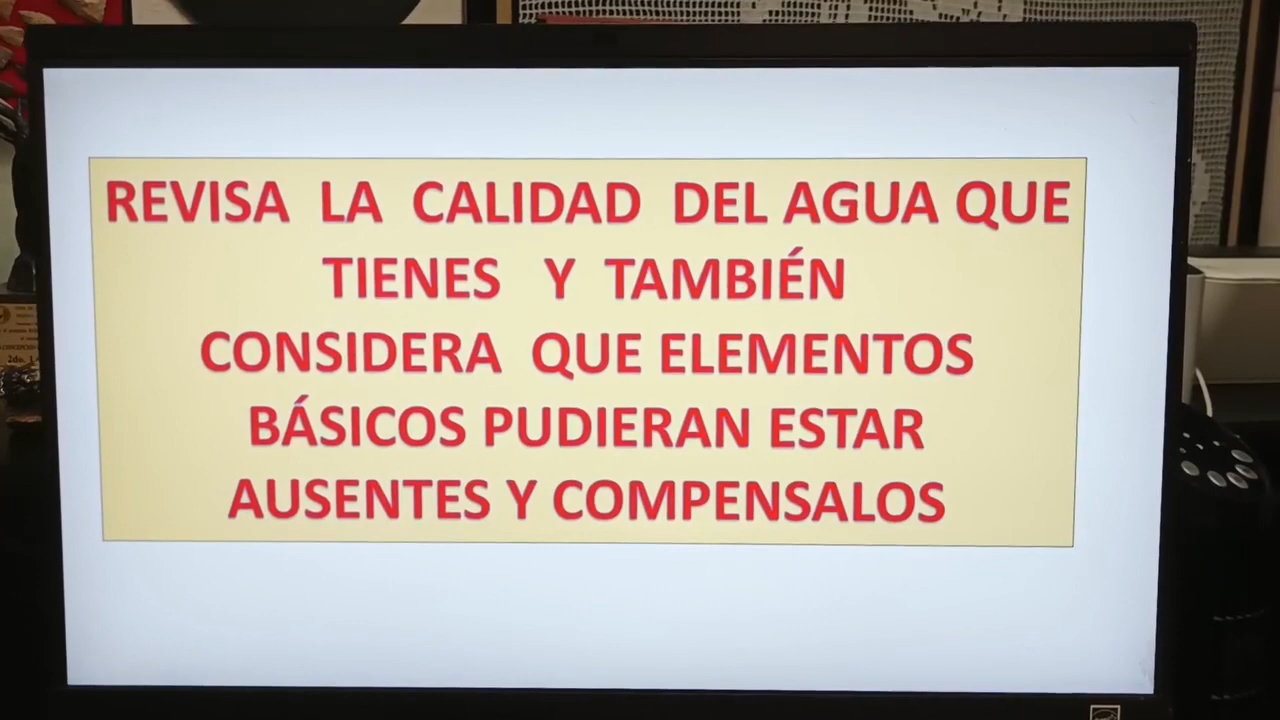 REVISA LA CALIDAD DEL AGUA QUE
TIENES Y TAMBIÉN
CONSIDERA QUE ELEMENTOS
BÁSICOS PUDIERAN ESTAR
AUSENTES Y COMPENSALOS